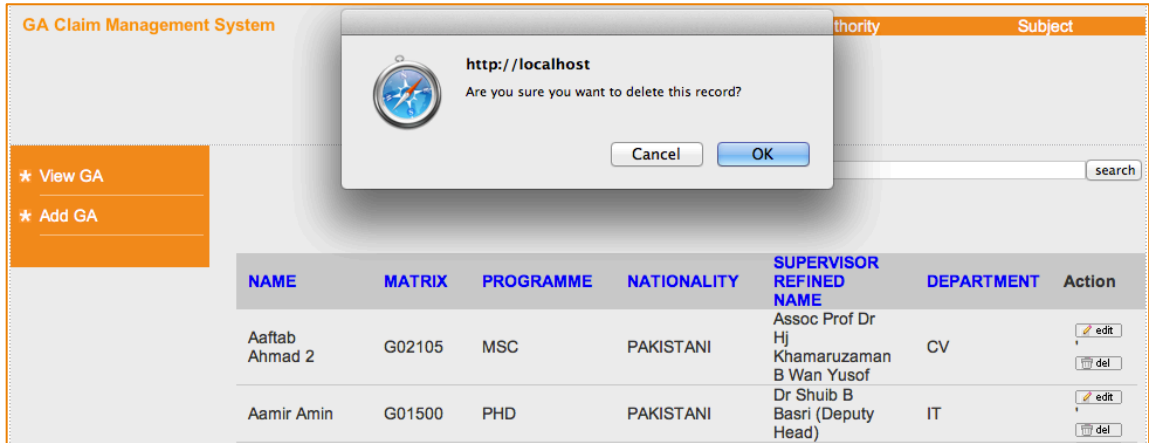 GA Claim Management System
thority
Subject
http://localhost
Are you sure you want to delete this record?
Cancel
OK
search
View GA
Add GA
NAME
MATRIX
PROGRAMME
NATIONALITY
SUPERVISOR
REFINED
NAME
DEPARTMENT
Action
Aaftab
Ahmad 2
G02105
MSC
PAKISTANI
Assoc Prof Dr
Hj
Khamaruzaman
B Wan Yusof
CV
edit
'
del
Aamir Amin
G01500
PHD
PAKISTANI
Dr Shuib B
Basri (Deputy
Head)
IT
edit
'
del